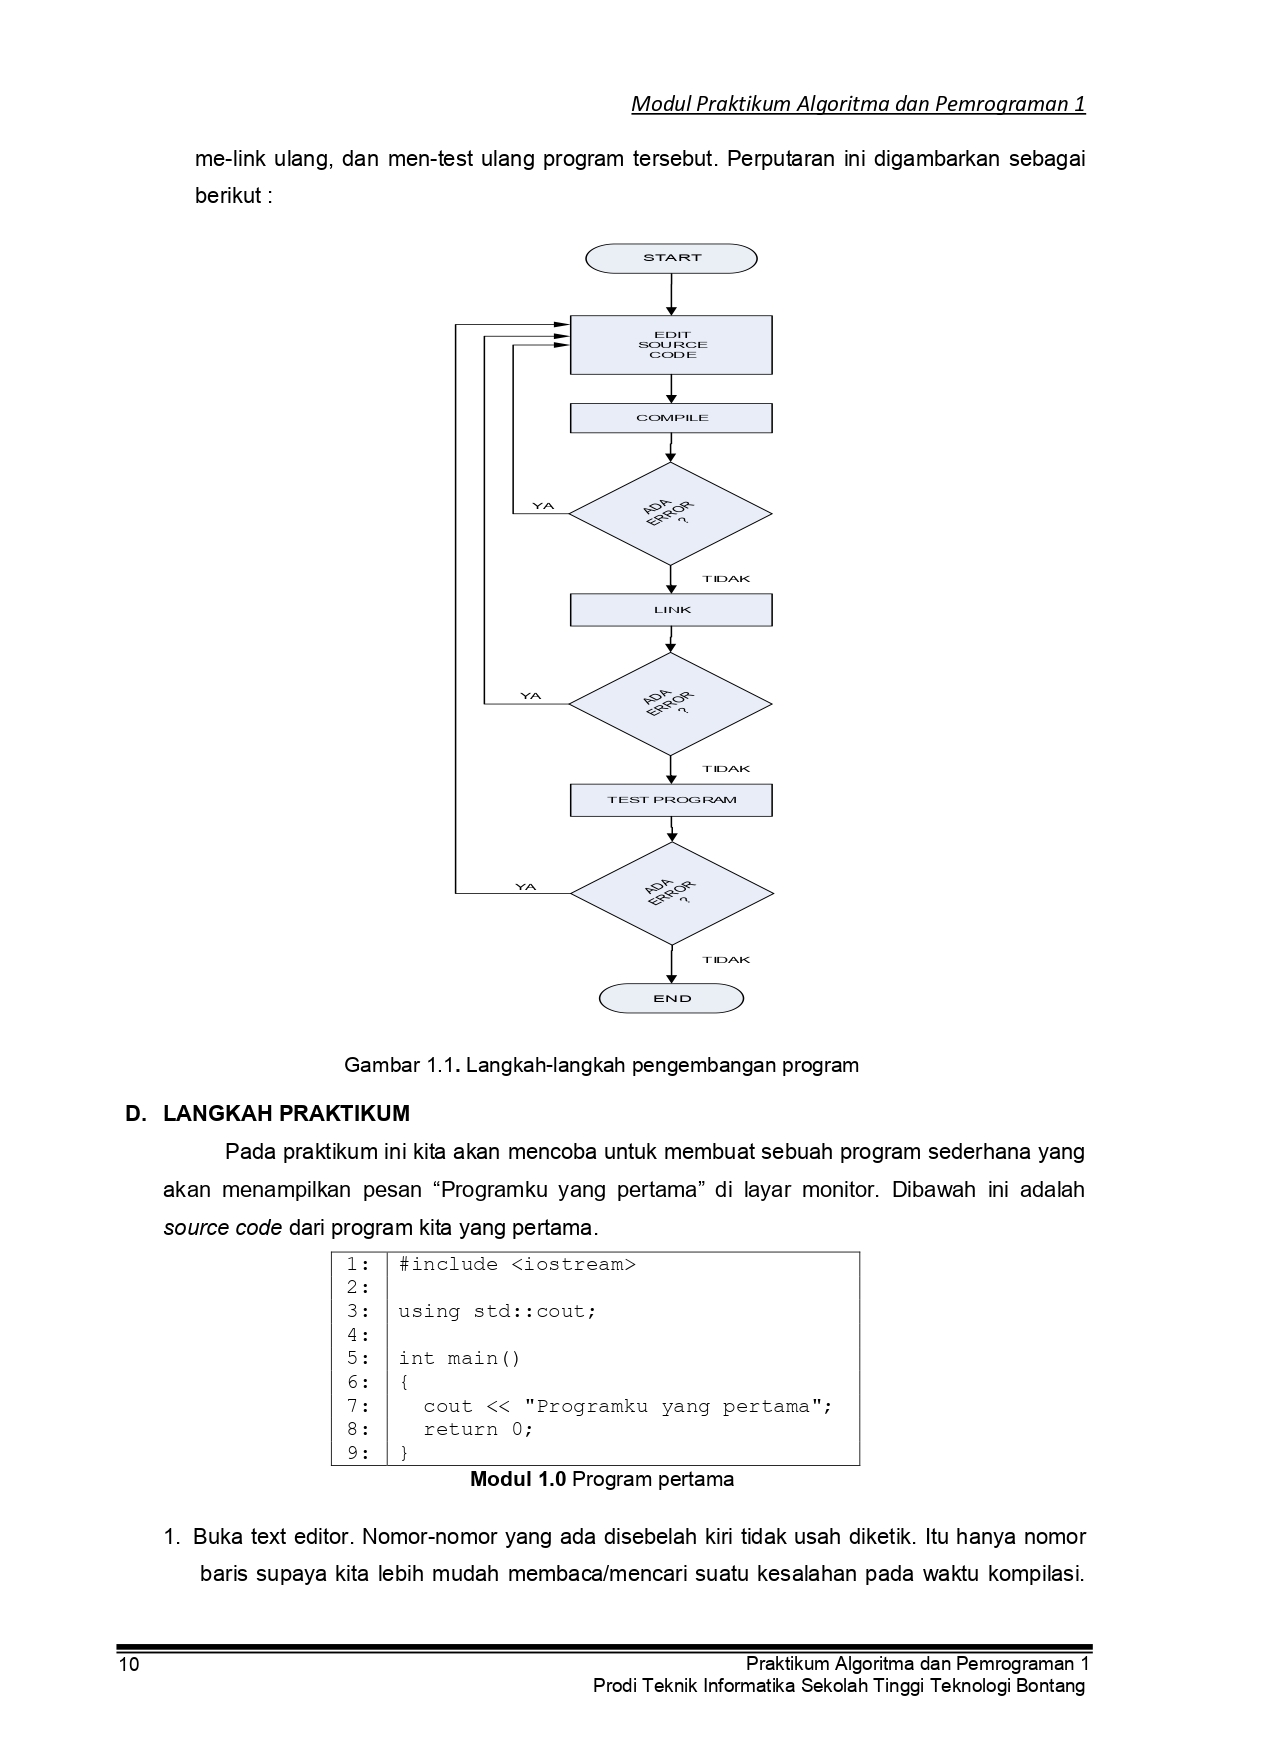 Modul Praktikum Algoritma dan Pemrograman 1
me-link ulang, dan men-test ulang program tersebut. Perputaran ini digambarkan sebagai
berikut :
START
EDIT
SOURCE
CODE
COMPILE
ADA
ERROR
?
YA
TIDAK
LINK
ADA
ERROR
?
YA
TIDAK
TEST PROGRAM
ADA
ERROR
?
YA
TIDAK
END
Gambar 1.1. Langkah-langkah pengembangan program
D. LANGKAH PRAKTIKUM
Pada praktikum ini kita akan mencoba untuk membuat sebuah program sederhana yang
akan menampilkan pesan “Programku yang pertama” di layar monitor. Dibawah ini adalah
source code dari program kita yang pertama.
1: #include <iostream>
2:
3: using std::cout;
4:
5: int main()
6: {
7: cout << "Programku yang pertama";
8: return 0;
9: }
Modul 1.0 Program pertama
1. Buka text editor. Nomor-nomor yang ada disebelah kiri tidak usah diketik. Itu hanya nomor
baris supaya kita lebih mudah membaca/mencari suatu kesalahan pada waktu kompilasi.
10 Praktikum Algoritma dan Pemrograman 1
Prodi Teknik Informatika Sekolah Tinggi Teknologi Bontang